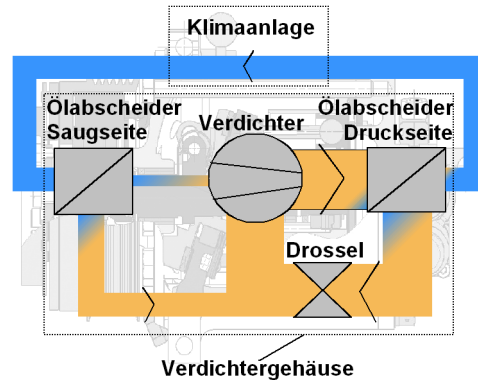 Klimaanlage
Ölabscheider
Saugseite
Verdichter
Ölabscheider
Druckseite
Drossel
Verdichtergehäuse